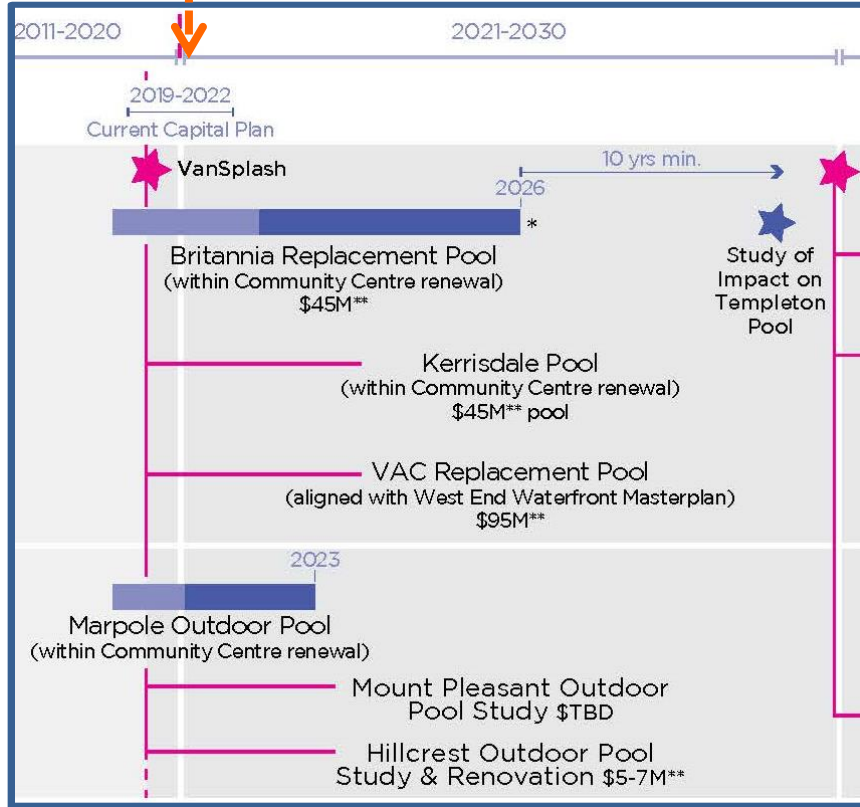 2011-2020
2021-2030
2019-2022
Current Capital Plan
VanSplash
10 yrs min.
2026
*
Britannia Replacement Pool
(within Community Centre renewal)
$45M**
Study of
Impact on
Templeton
Pool
Kerrisdale Pool
(within Community Centre renewal)
$45M** pool
VAC Replacement Pool
(aligned with West End Waterfront Masterplan)
$95M**
2023
Marpole Outdoor Pool
(within Community Centre renewal)
Mount Pleasant Outdoor
Pool Study $TBD
Hillcrest Outdoor Pool
Study & Renovation $5-7M**